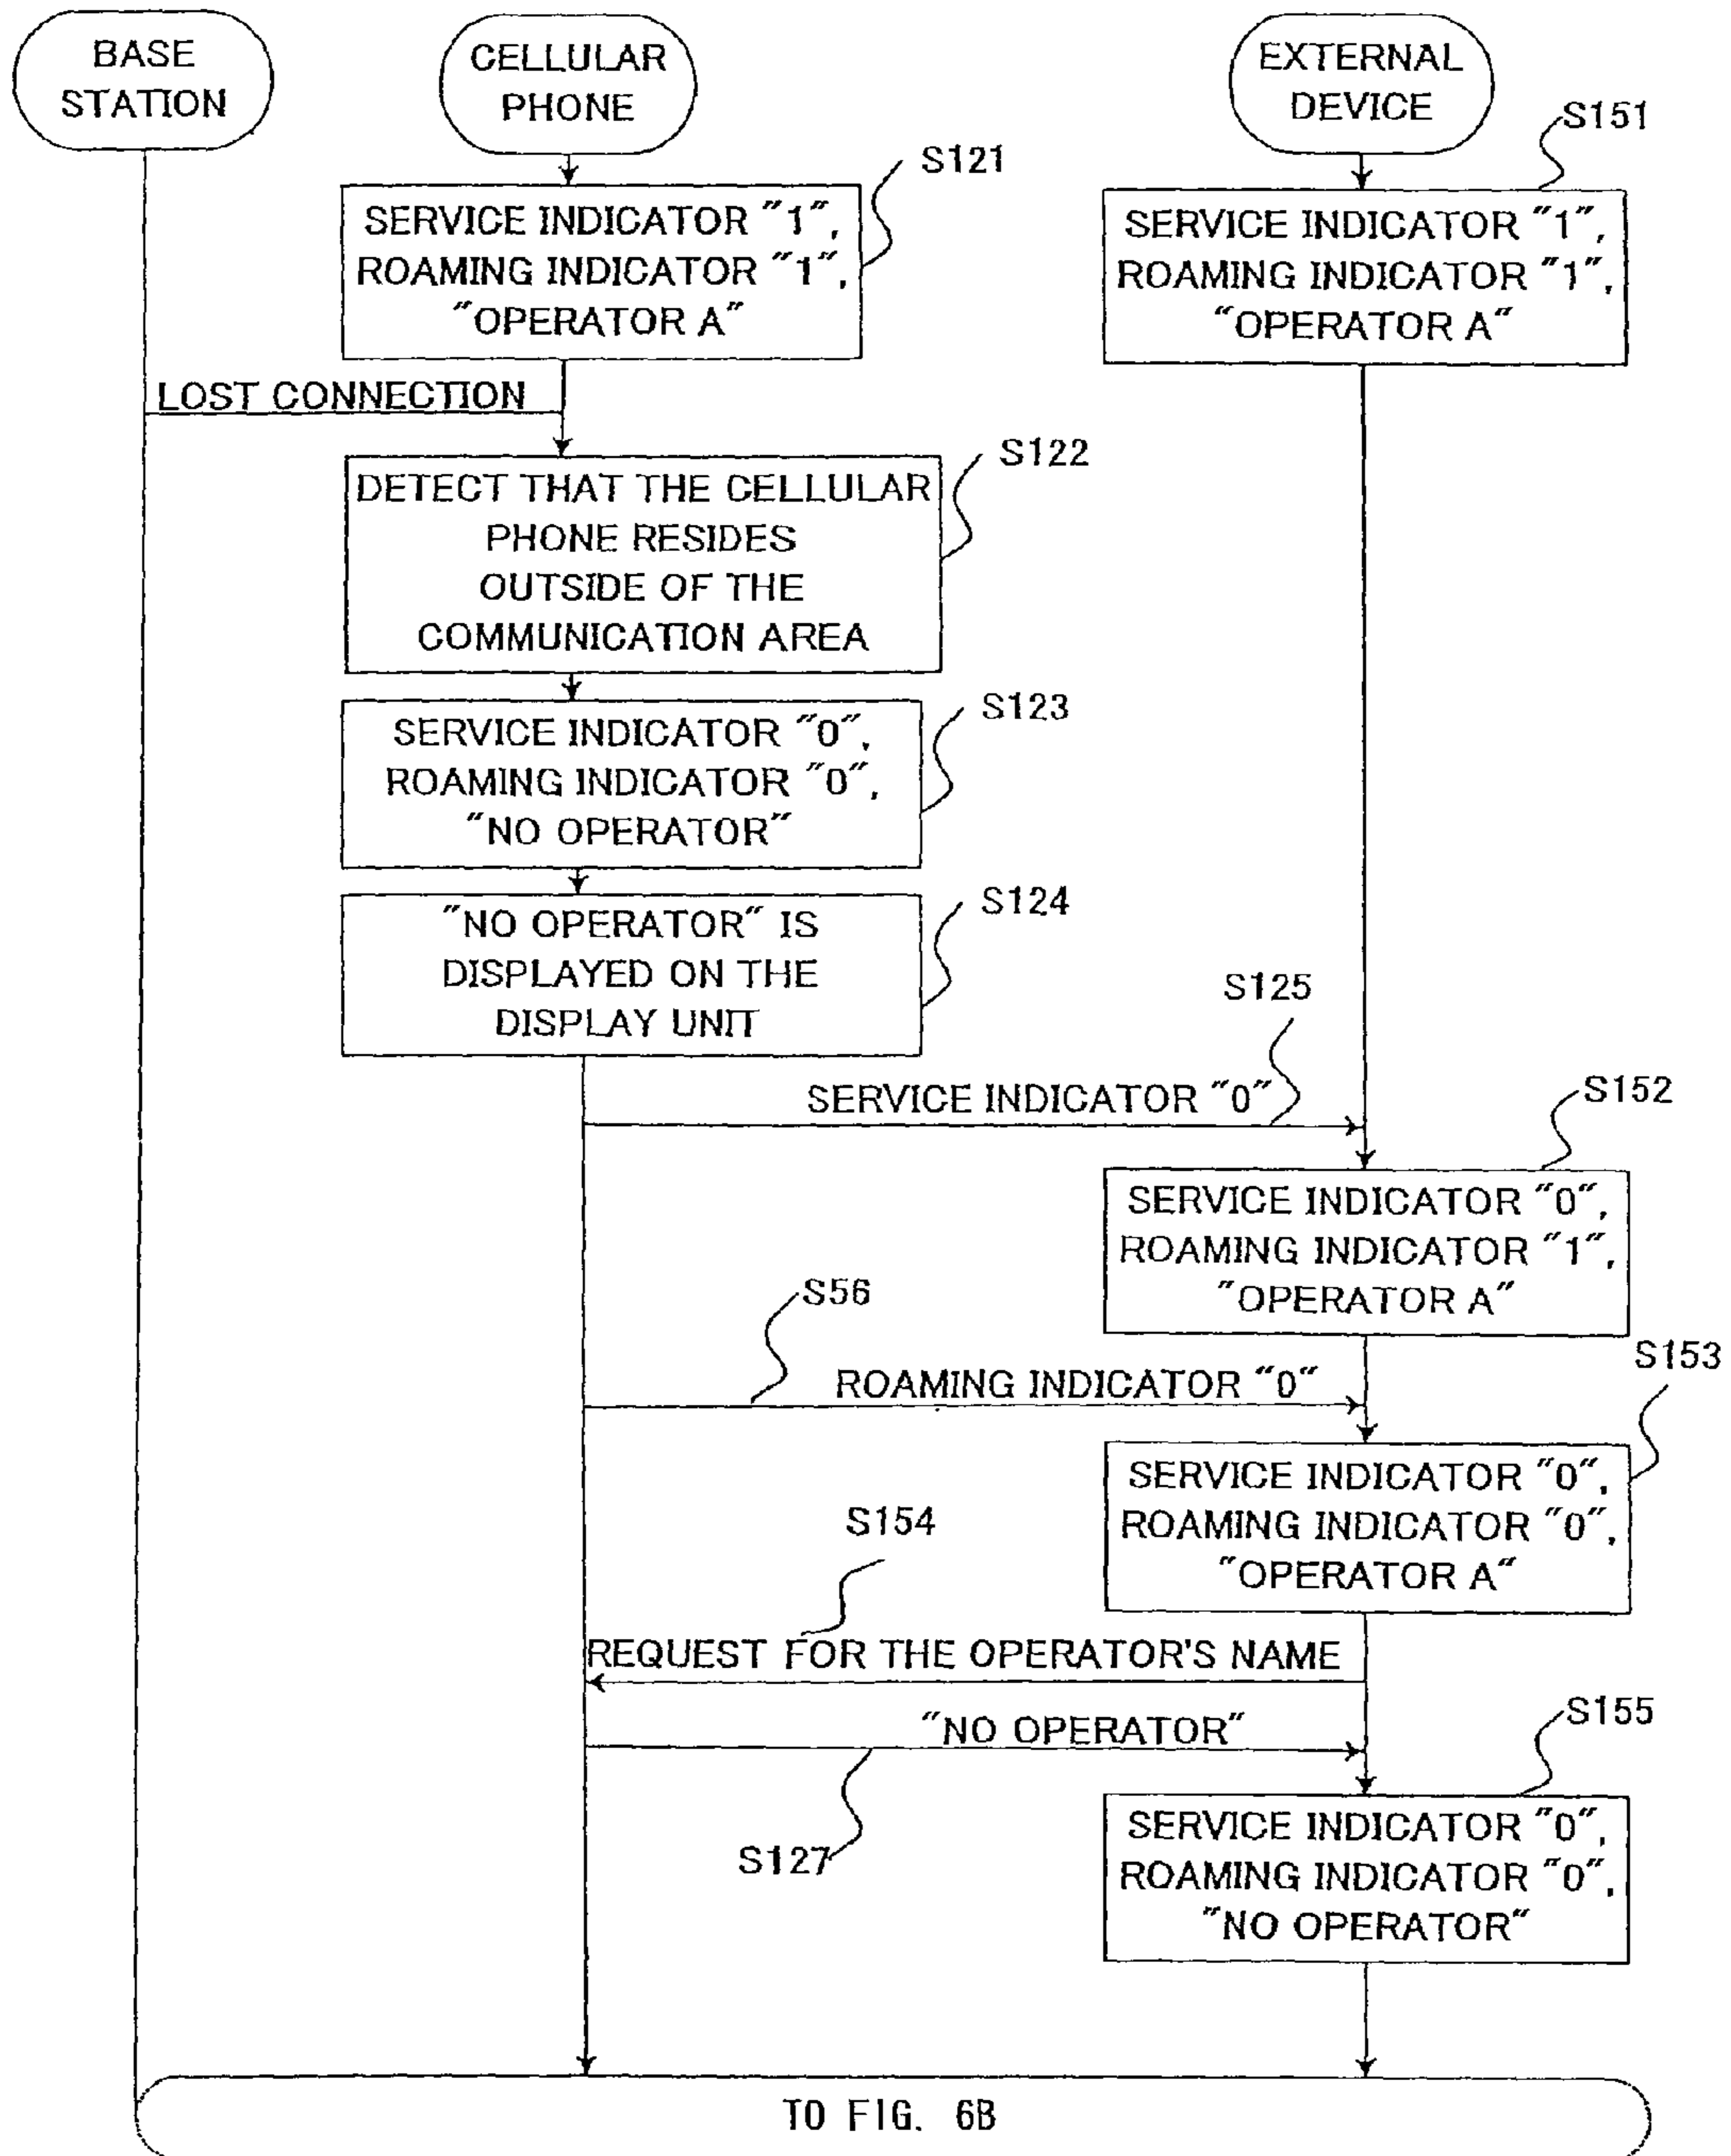 BASE
STATION
CELLULAR
PHONE
EXTERNAL
DEVICE
S121
SERVICE INDICATOR "1",
ROAMING INDICATOR "1",
"OPERATOR A"
S151
SERVICE INDICATOR "1",
ROAMING INDICATOR "1",
"OPERATOR A"
LOST CONNECTION
S122
DETECT THAT THE CELLULAR
PHONE RESIDES
OUTSIDE OF THE
COMMUNICATION AREA
S123
SERVICE INDICATOR "0",
ROAMING INDICATOR "0",
"NO OPERATOR"
S124
"NO OPERATOR" IS
DISPLAYED ON THE
DISPLAY UNIT
S125
SERVICE INDICATOR "0"
S152
SERVICE INDICATOR "0",
ROAMING INDICATOR "1",
"OPERATOR A"
S56
ROAMING INDICATOR "0"
S153
SERVICE INDICATOR "0",
ROAMING INDICATOR "0",
"OPERATOR A"
S154
REQUEST FOR THE OPERATOR'S NAME
"NO OPERATOR"
S127
S155
SERVICE INDICATOR "0",
ROAMING INDICATOR "0",
"NO OPERATOR"
TO FIG. 6B